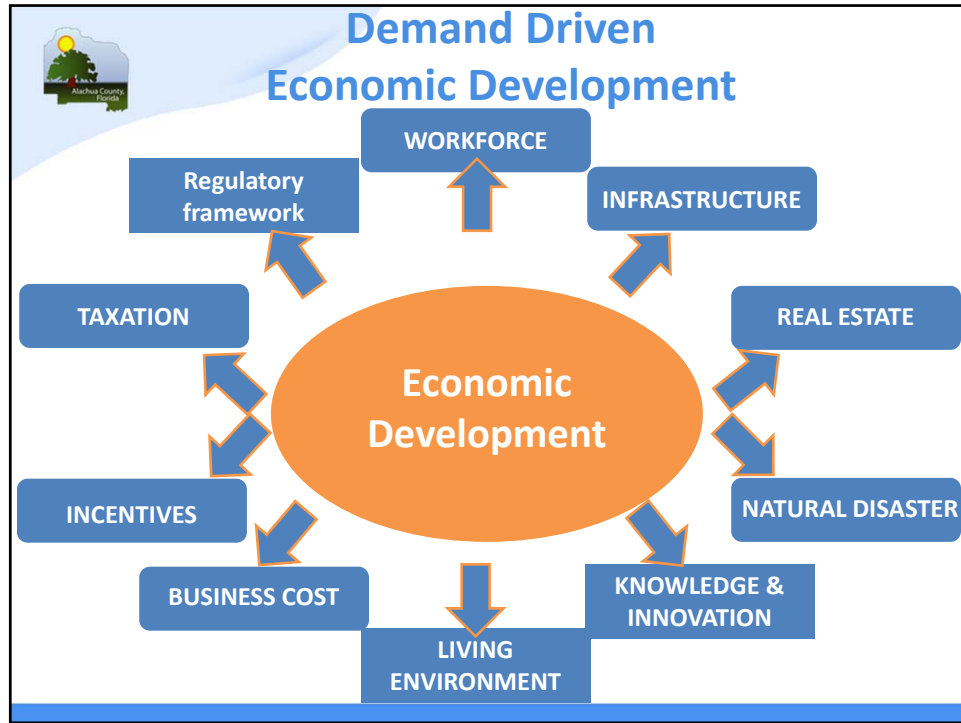 Demand Driven
Economic Development
Alachua County,
Florida
WORKFORCE
Regulatory
framework
INFRASTRUCTURE
TAXATION
REAL ESTATE
Economic
Development
INCENTIVES
NATURAL DISASTER
BUSINESS COST
KNOWLEDGE &
INNOVATION
LIVING
ENVIRONMENT